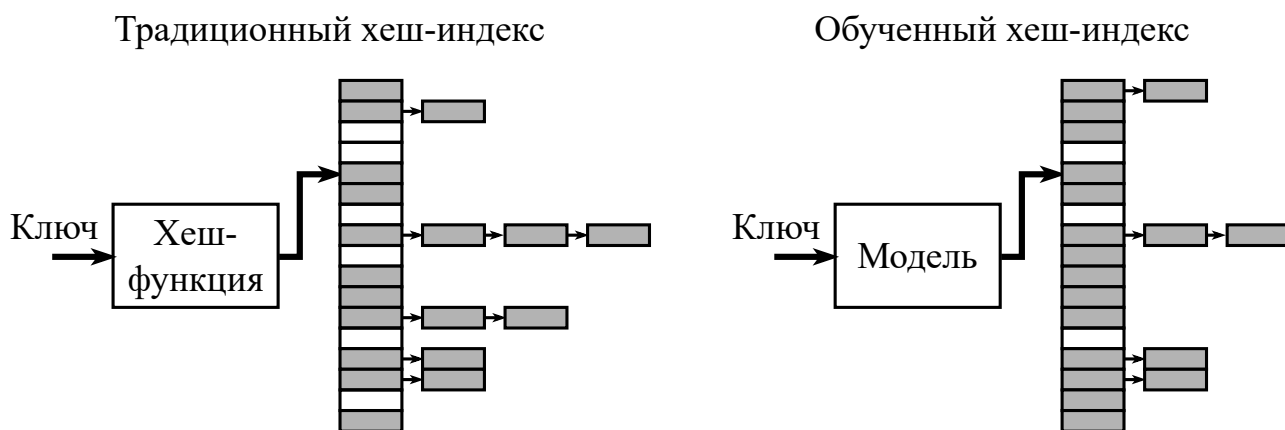 Традиционный хеш-индекс
Обученный хеш-индекс
Ключ
Хеш-
функция
Ключ
Модель